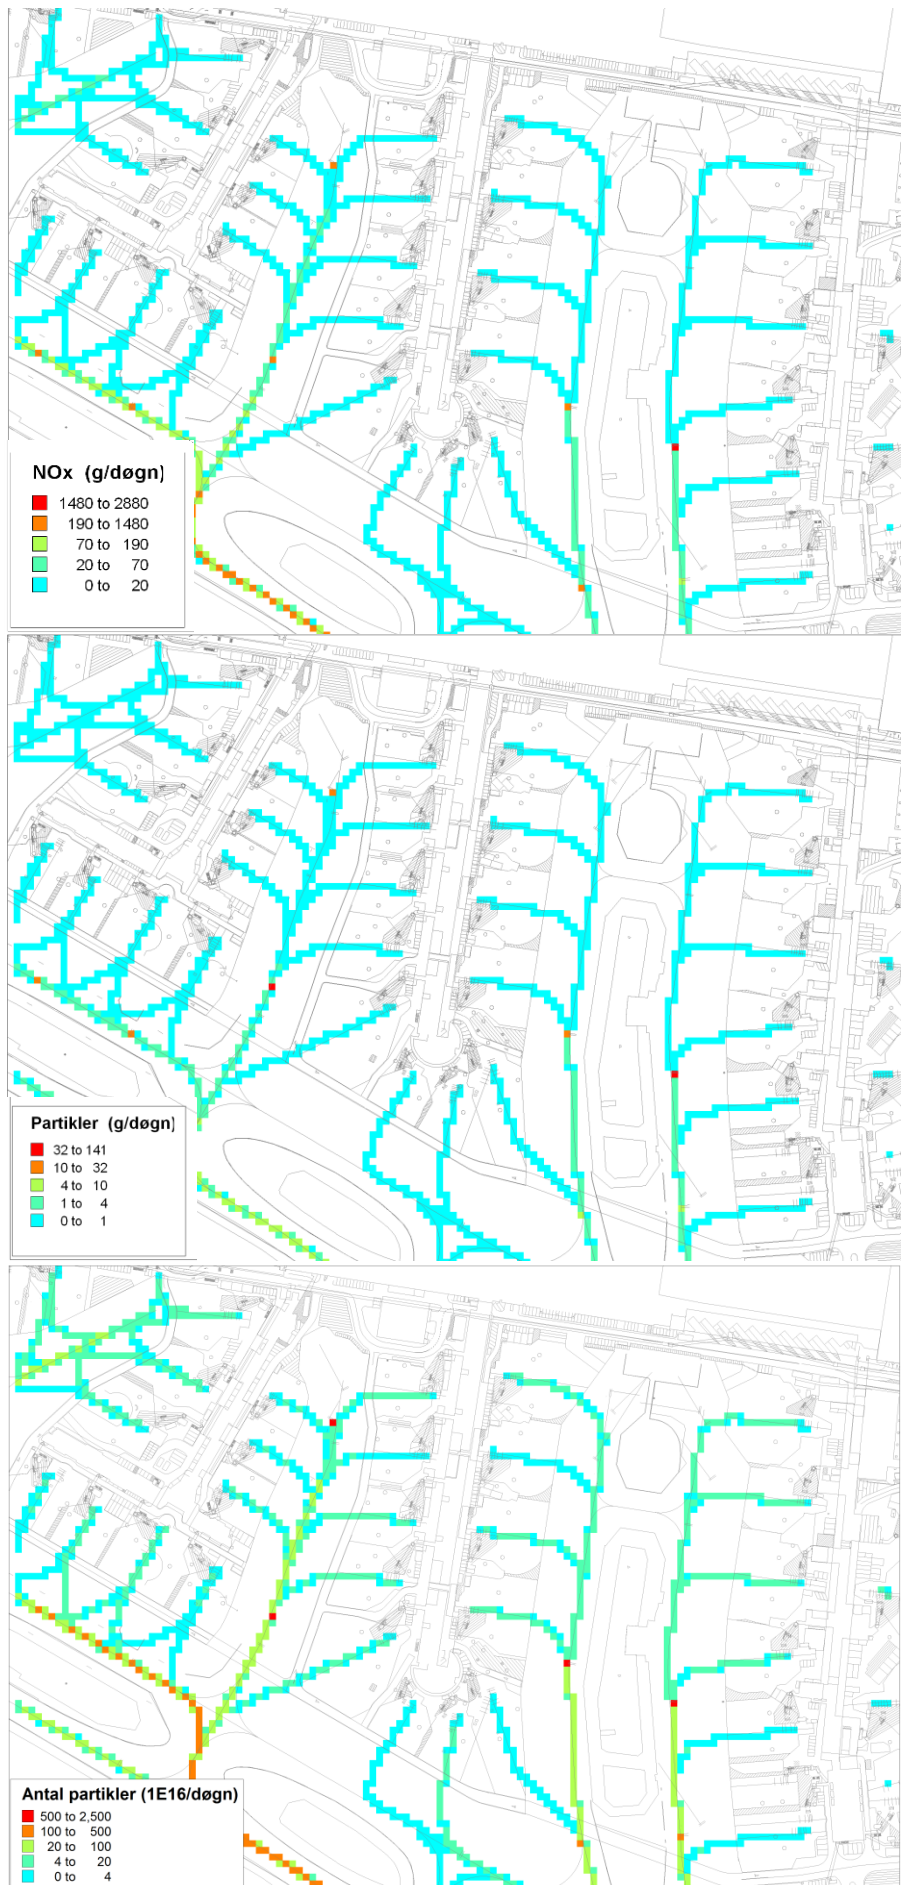 NOx (g/døgn)
1480 to 2880
190 to 1480
70 to 190
20 to 70
0 to 20
Partikler (g/døgn)
32 to 141
10 to 32
4 to 10
1 to 4
0 to 1
Antal partikler (1E16/døgn)
500 to 2,500
100 to 500
20 to 100
4 to 20
0 to 4